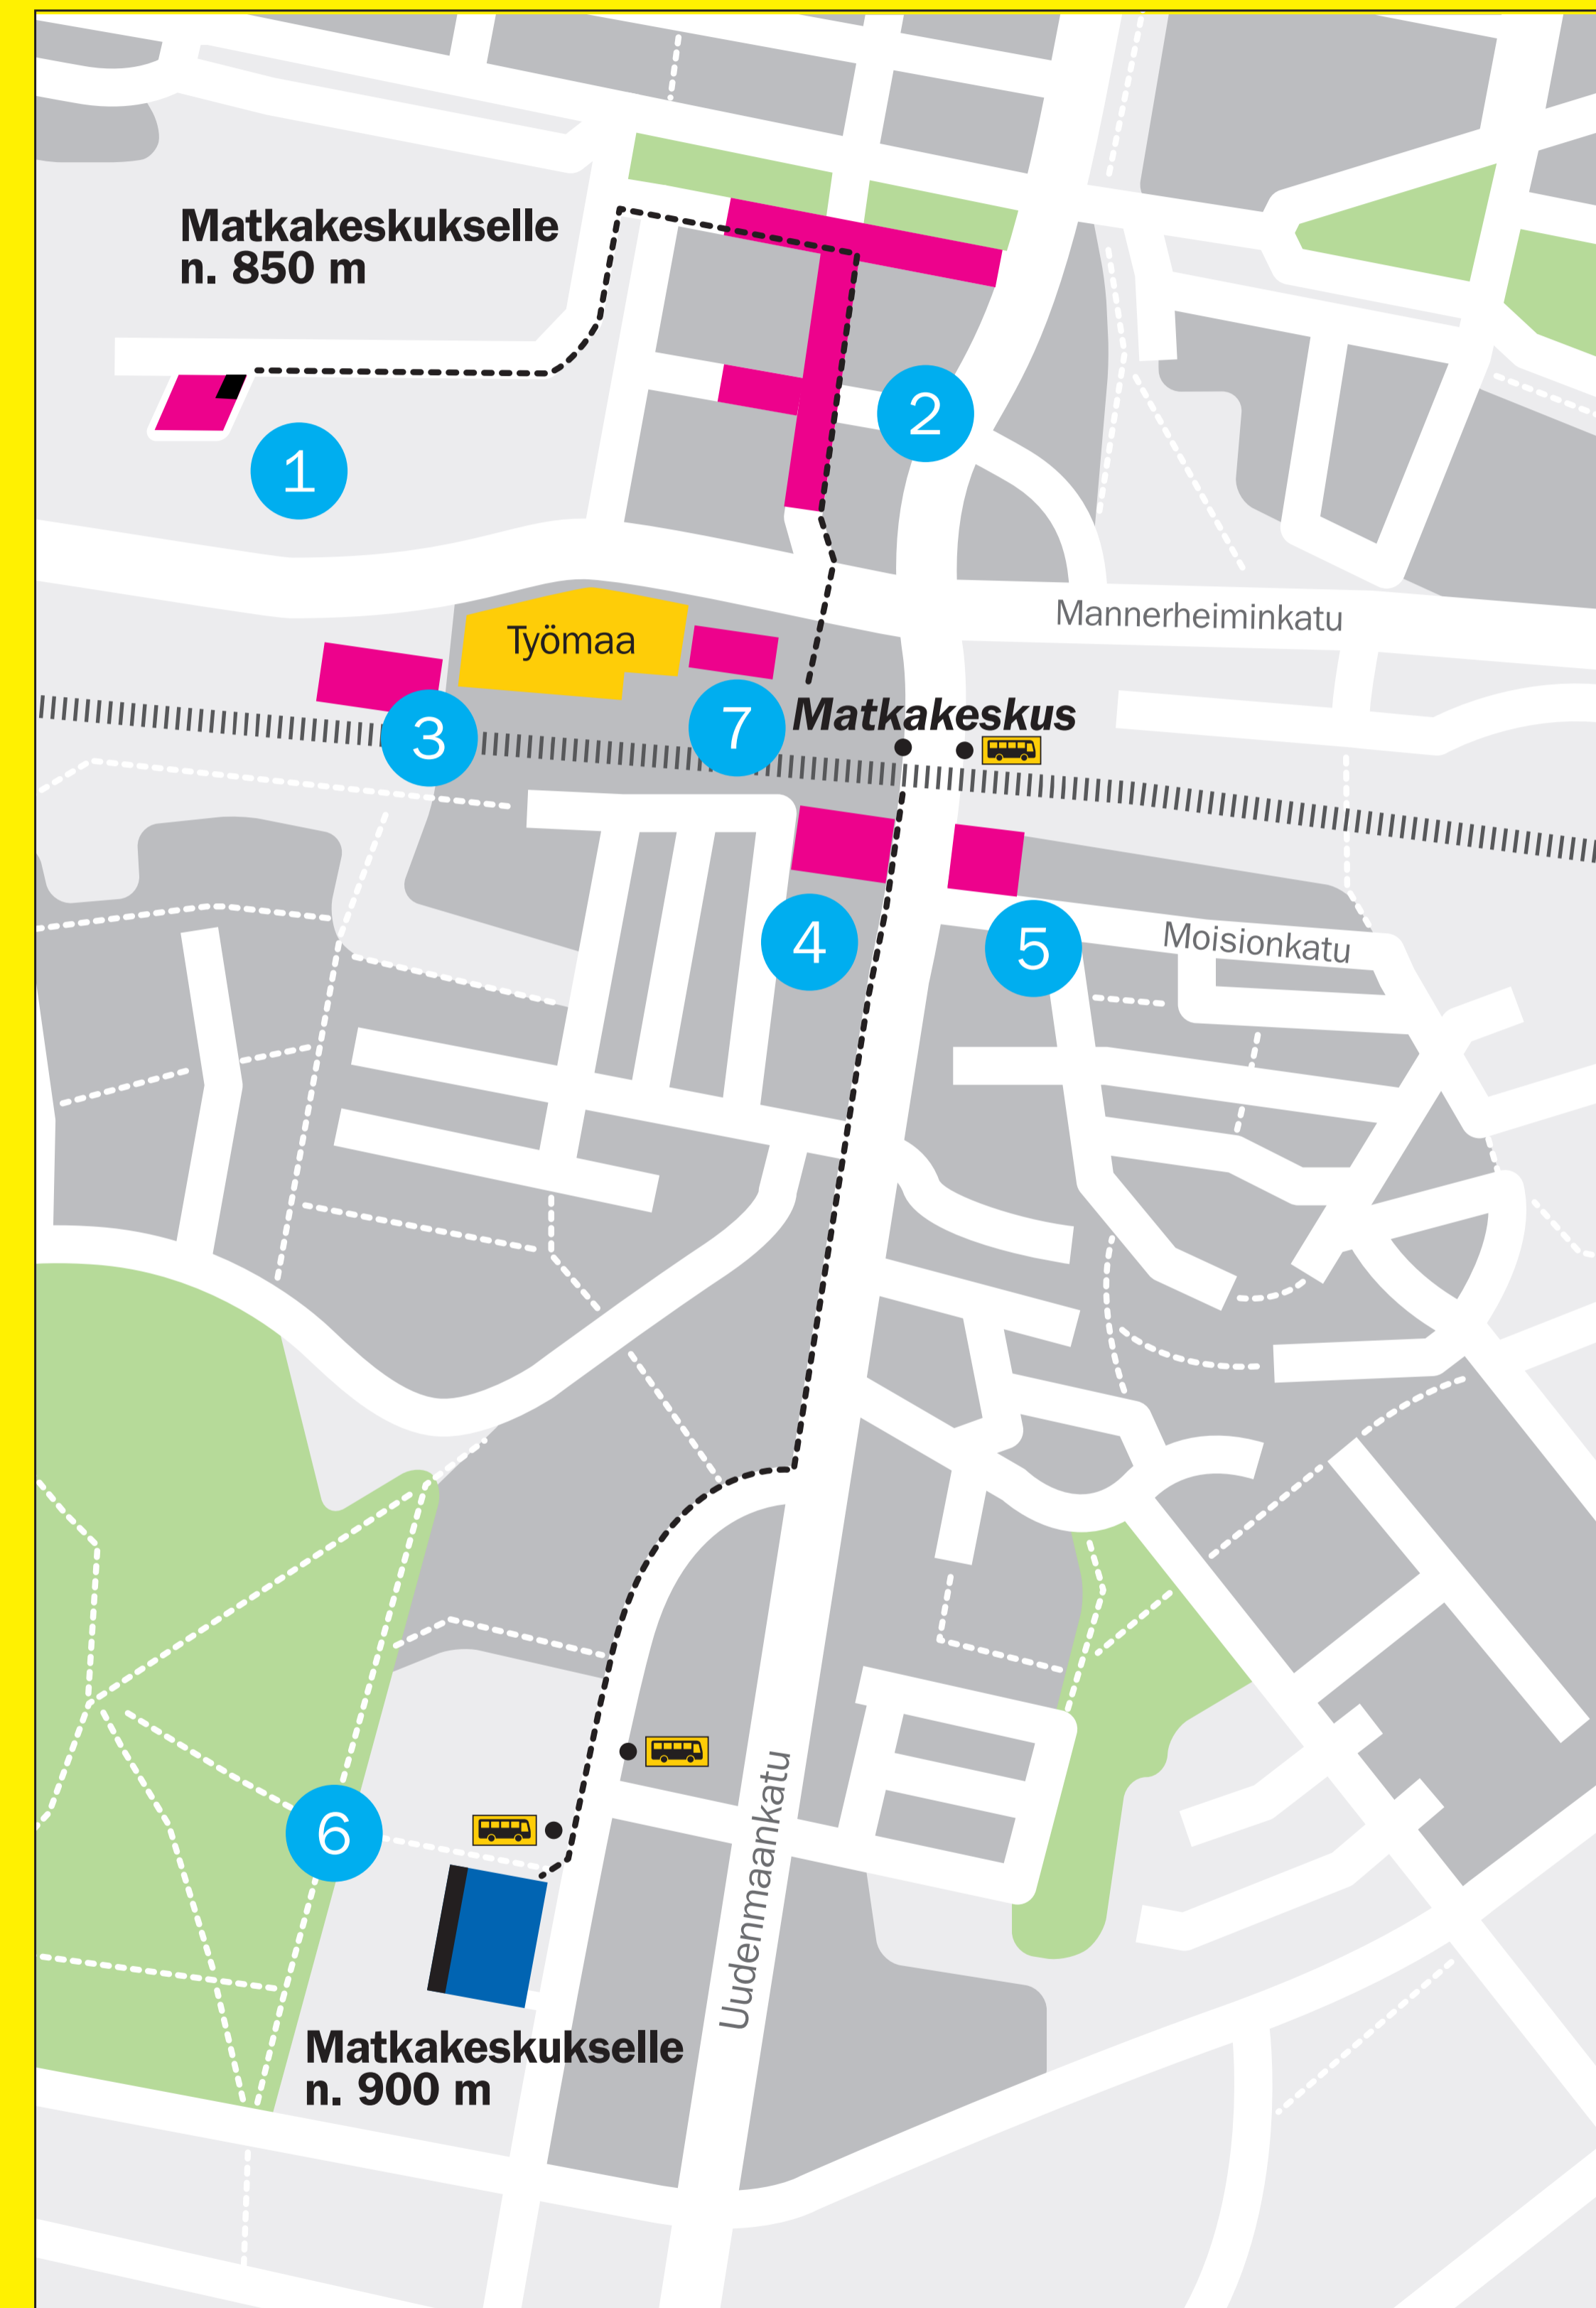 Matkakeskukselle
n. 850 m
1
2
Mannerheiminkatu
Työmaa
3
7
Matkakeskus
4
5
Moisionkatu
6
Uudenmaankatu
Matkakeskukselle
n. 900 m